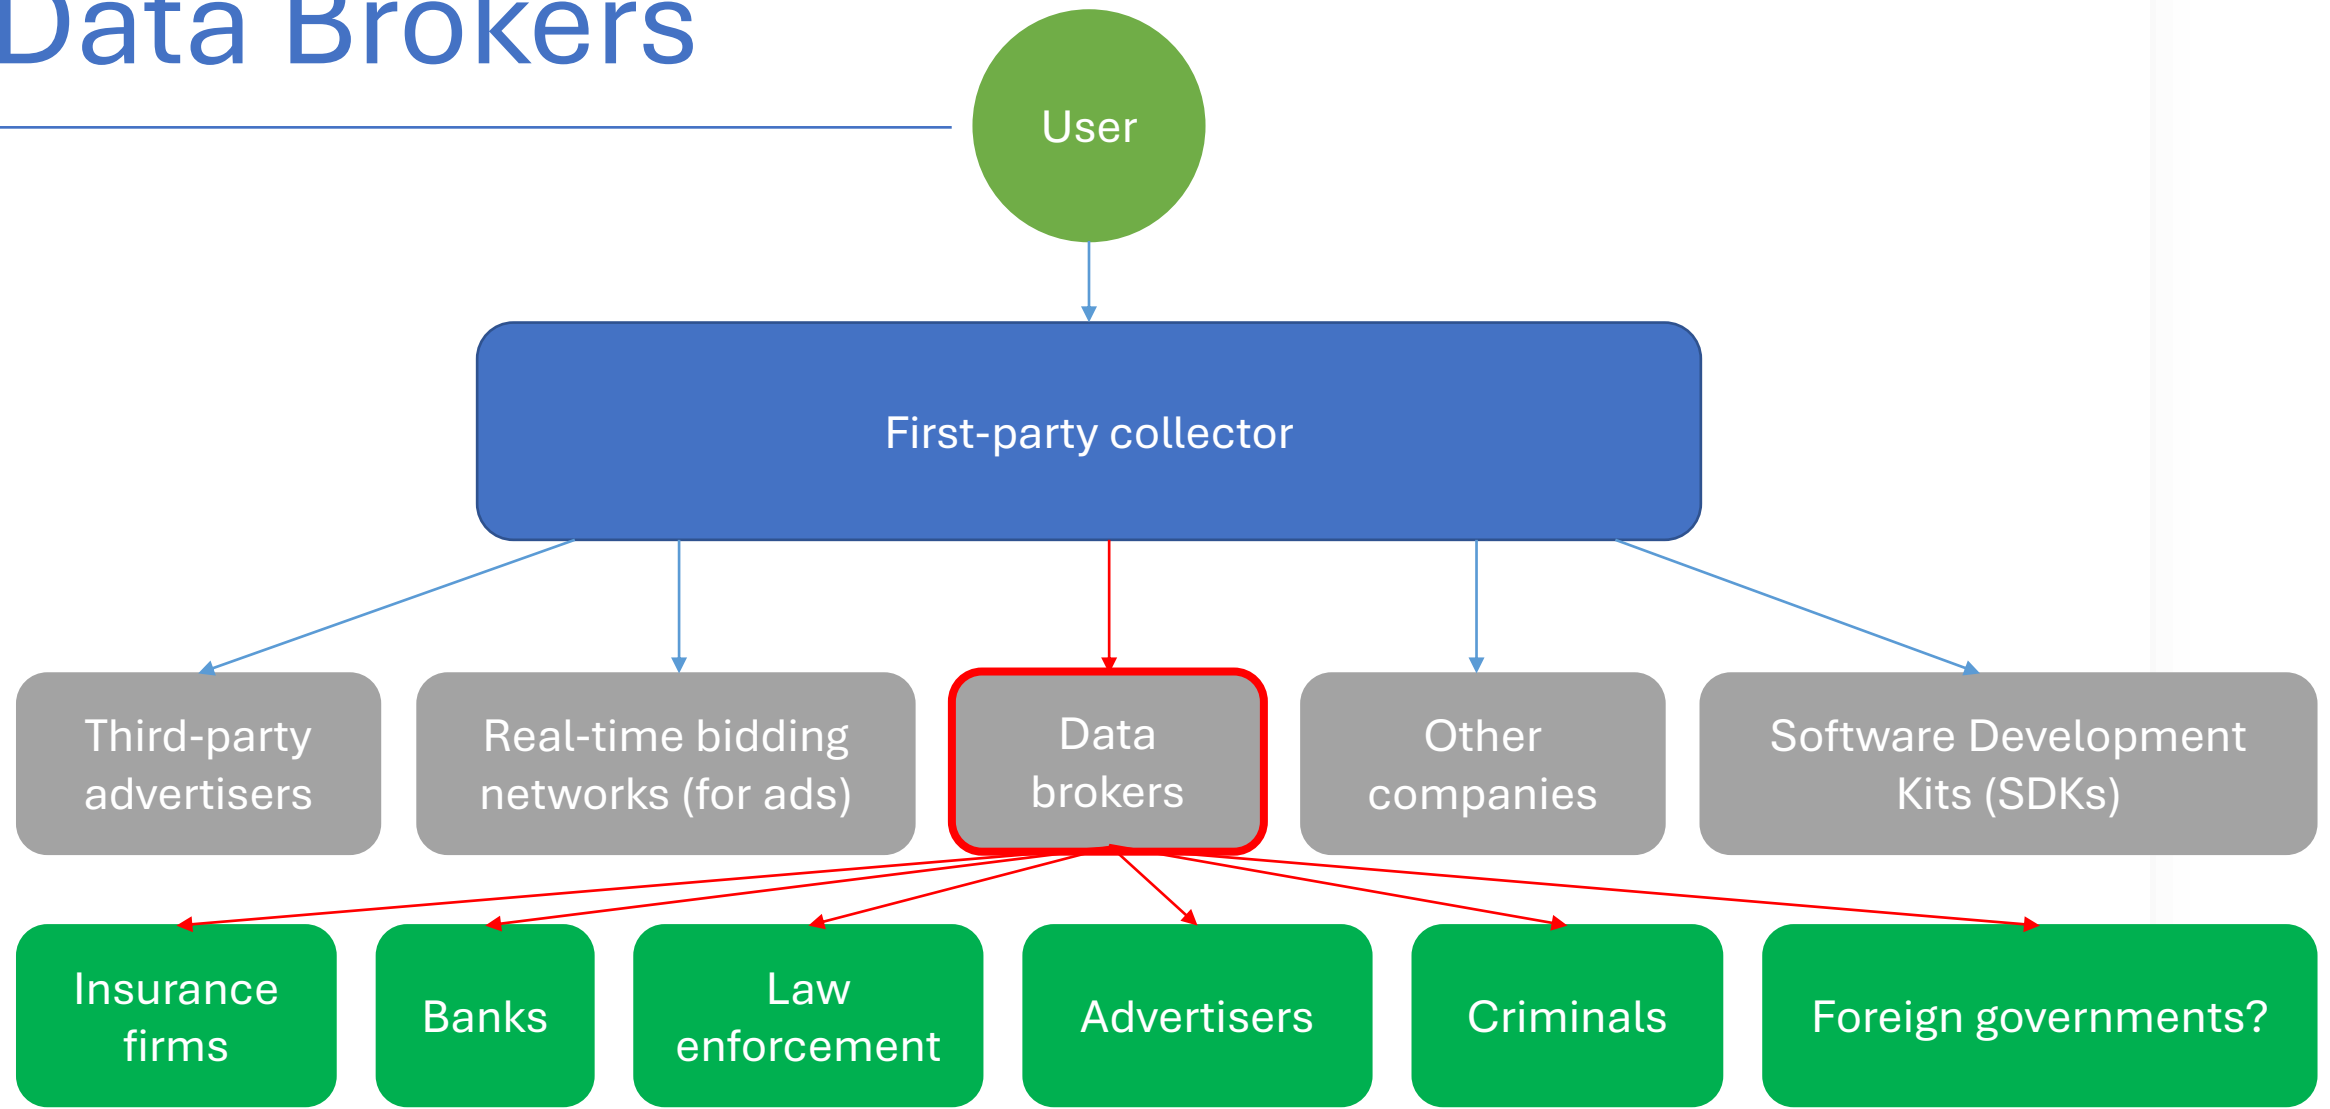 Data Brokers
User
First-party collector
Third-party
advertisers
Real-time bidding
networks (for ads)
Data
brokers
Other
companies
Software Development
Kits (SDKs)
Insurance
firms
Banks
Law
enforcement
Advertisers
Criminals
Foreign governments?